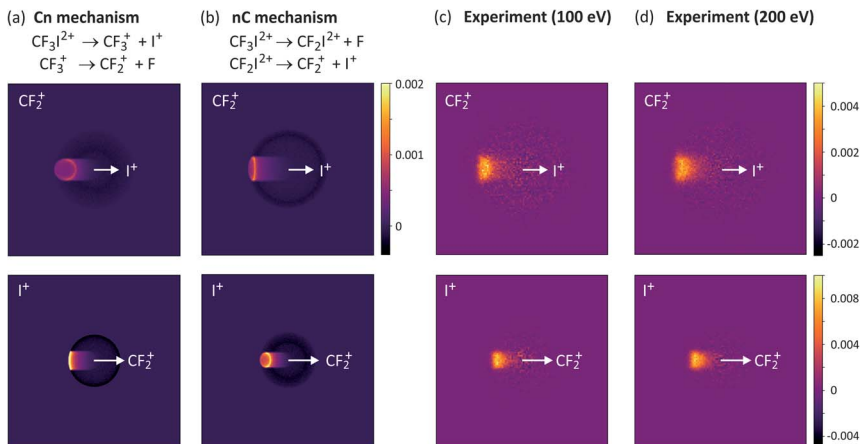 (a) Cn mechanism
CF₃I²⁺ → CF₃⁺ + I⁺
CF₃⁺ → CF₂⁺ + F
(b) nC mechanism
CF₃I²⁺ → CF₂I²⁺ + F
CF₂I²⁺ → CF₂⁺ + I⁺
(c) Experiment (100 eV)
(d) Experiment (200 eV)
CF₂⁺
I⁺
CF₂⁺
I⁺
0.002
0.001
0
CF₂⁺
I⁺
CF₂⁺
I⁺
0.004
0.002
0
-0.002
I⁺
CF₂⁺
I⁺
CF₂⁺
I⁺
CF₂⁺
I⁺
CF₂⁺
0.008
0.004
0
-0.004